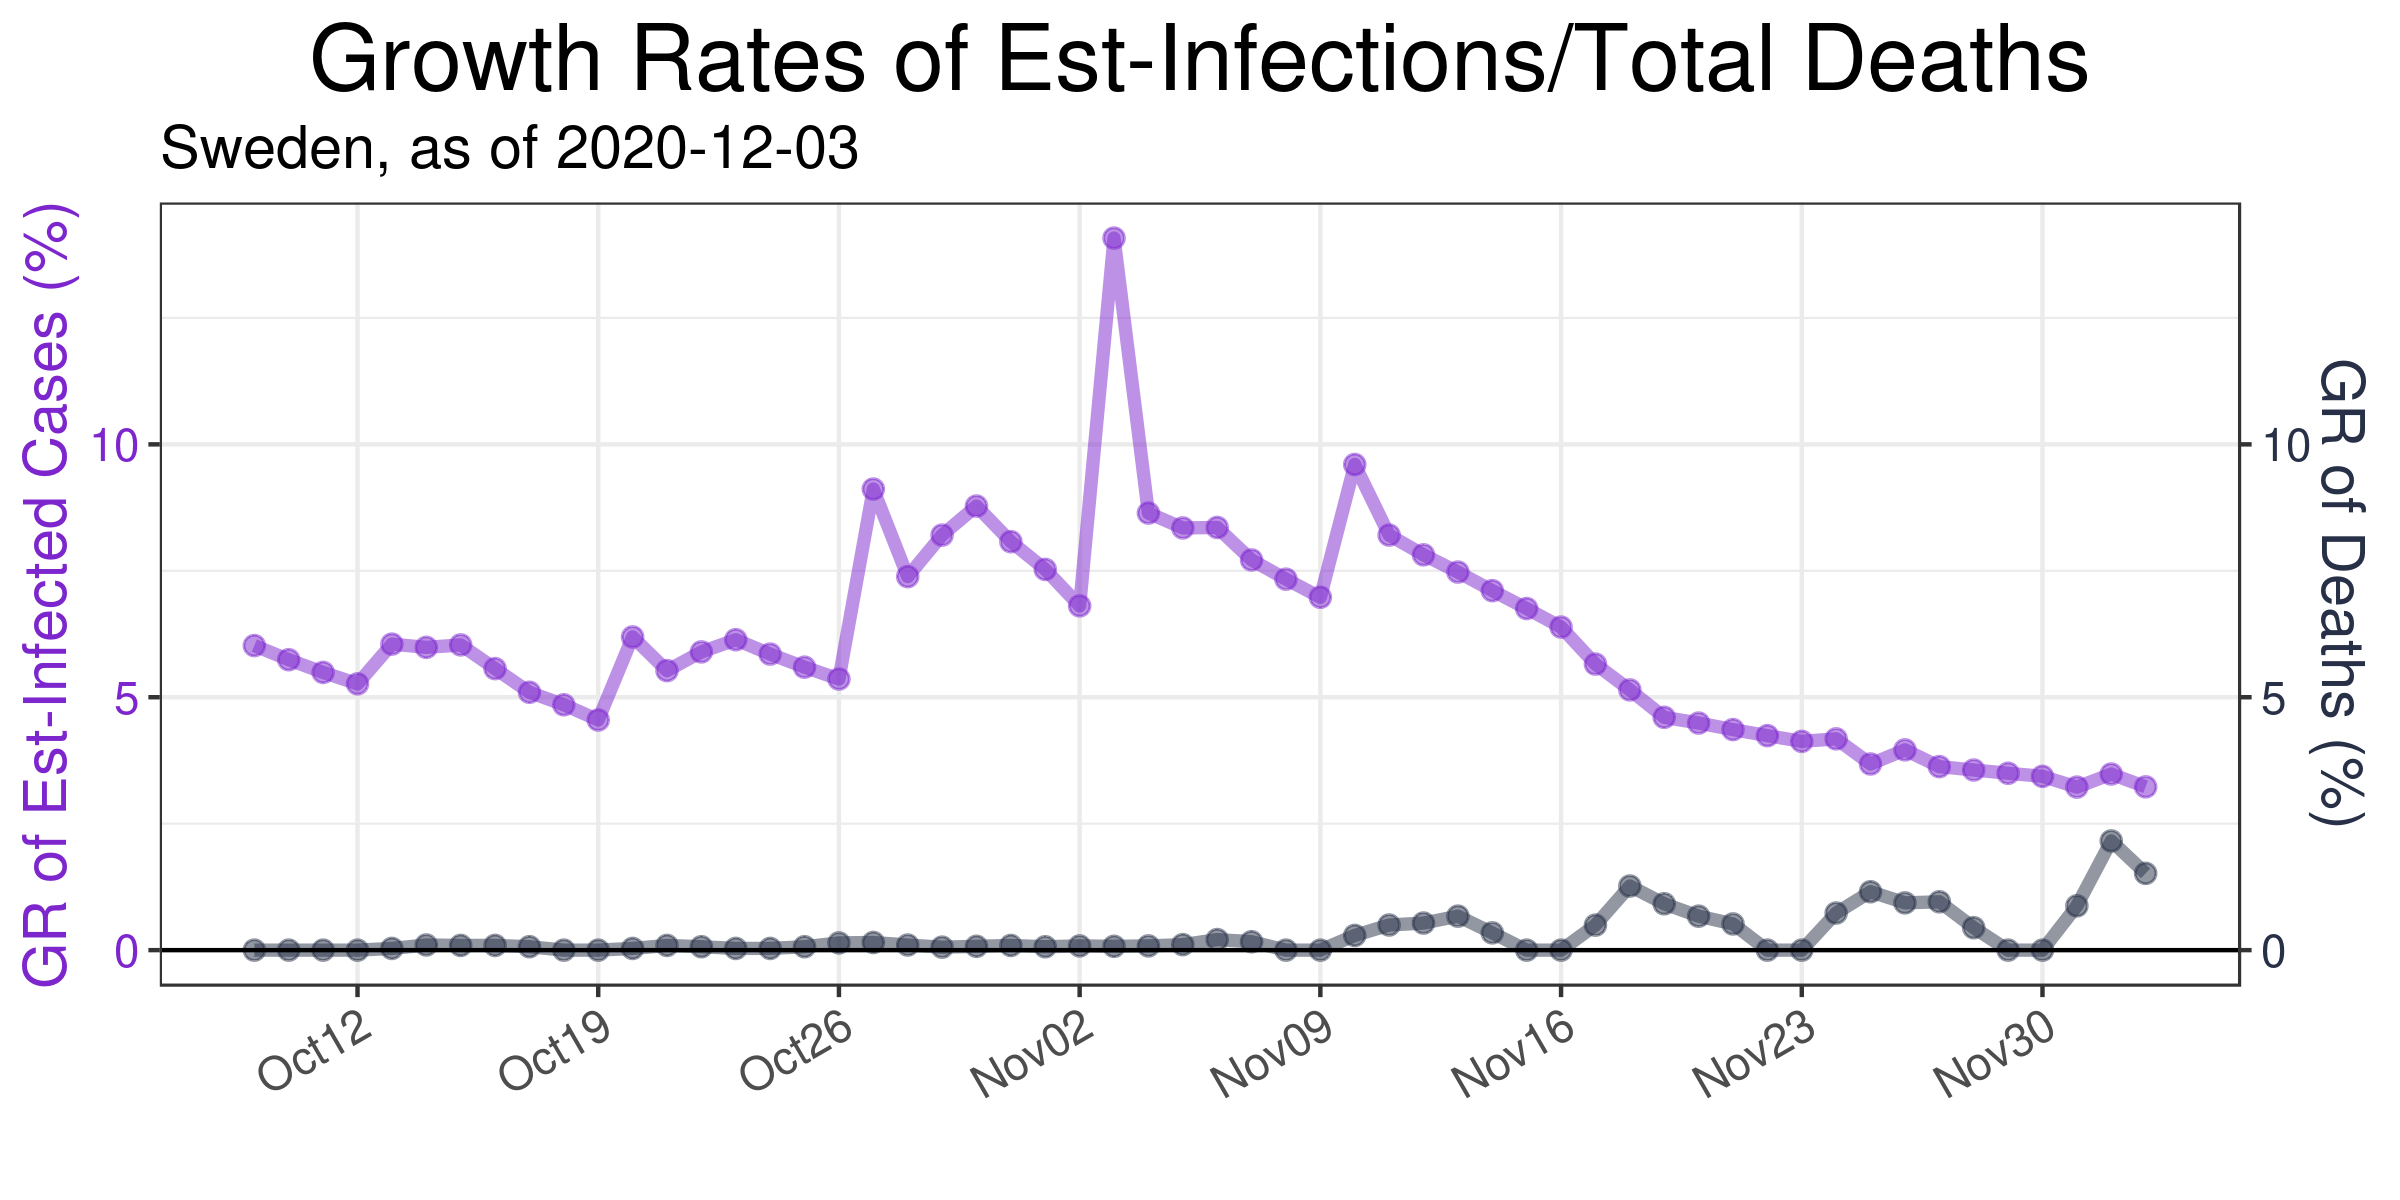 Growth Rates of Est-Infections/Total Deaths
Sweden, as of 2020-12-03
GR of Est-Infected Cases (%)
10
5
0
10
5
0
GR of Deaths (%)
Oct12
Oct19
Oct26
Nov02
Nov09
Nov16
Nov23
Nov30